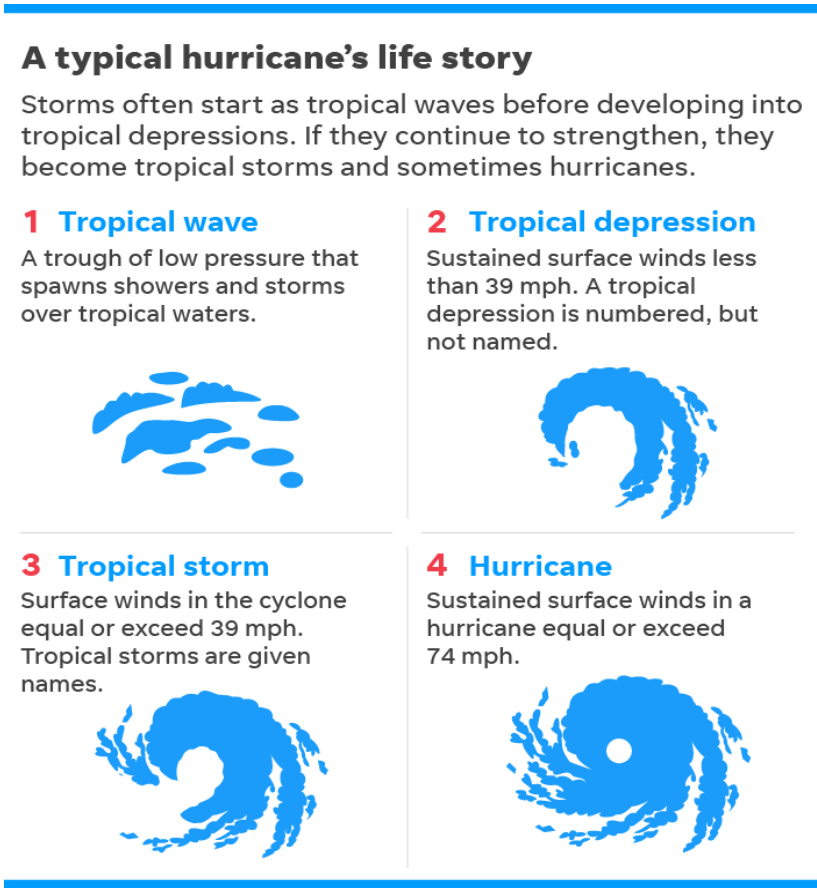 A typical hurricane’s life story
Storms often start as tropical waves before developing into
tropical depressions. If they continue to strengthen, they
become tropical storms and sometimes hurricanes.
1 Tropical wave
A trough of low pressure that
spawns showers and storms
over tropical waters.
2 Tropical depression
Sustained surface winds less
than 39 mph. A tropical
depression is numbered, but
not named.
3 Tropical storm
Surface winds in the cyclone
equal or exceed 39 mph.
Tropical storms are given
names.
4 Hurricane
Sustained surface winds in a
hurricane equal or exceed
74 mph.